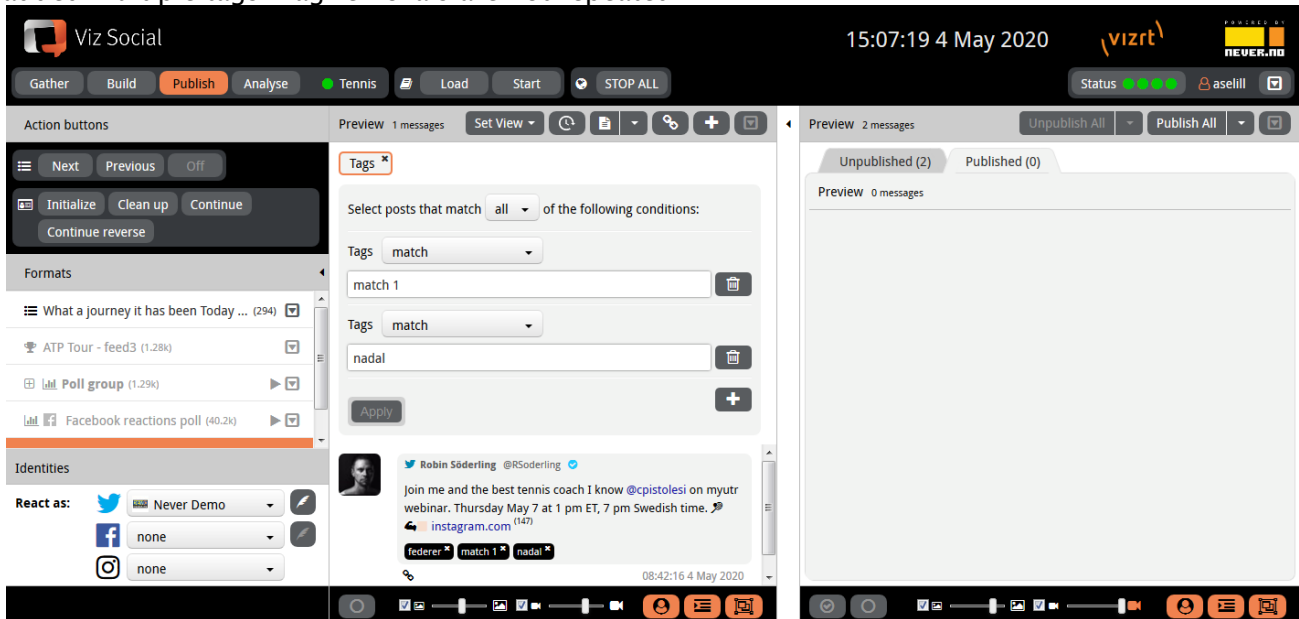 Viz Social
15:07:19 4 May 2020
vizrt
POWERED BY
never.no
Gather Build Publish Analyse
Tennis Load Start STOP ALL
Status aselill
Action buttons
Next Previous Off
Initialize Clean up Continue
Continue reverse
Formats
What a journey it has been Today ... (294)
ATP Tour - feed3 (1.28k)
Poll group (1.29k)
Facebook reactions poll (40.2k)
Identities
React as: Never Demo
none
none
Preview 1 messages Set View
Tags ×
Select posts that match all of the following conditions:
Tags match
match 1
Tags match
nadal
Apply
Robin Söderling @RSoderling
Join me and the best tennis coach I know @cpistolesi on myutr
webinar. Thursday May 7 at 1 pm ET, 7 pm Swedish time.
instagram.com (147)
federer × match 1 × nadal ×
08:42:16 4 May 2020
Preview 2 messages Unpublish All Publish All
Unpublished (2) Published (0)
Preview 0 messages